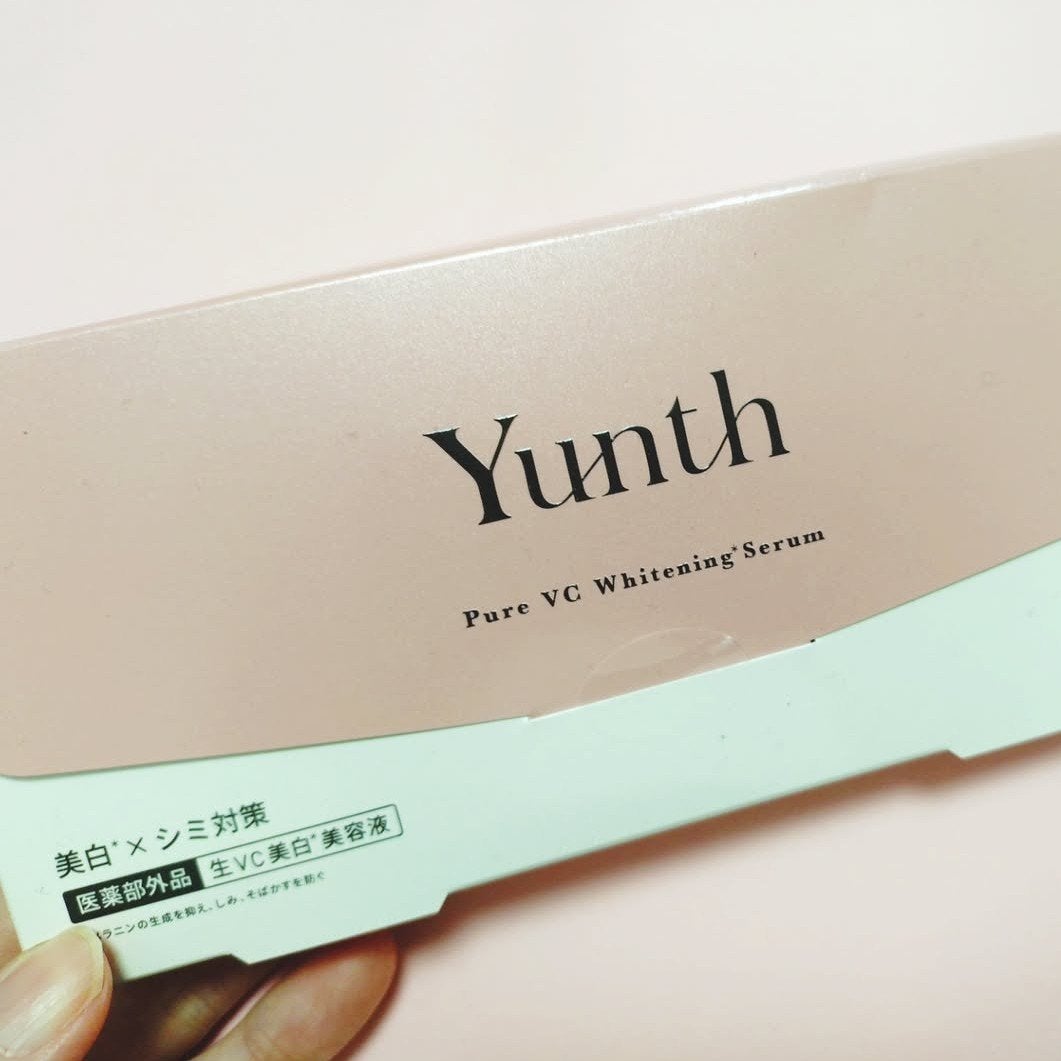 Yunth
Pure VC Whitening*Serum
美白*×シミ対策
医薬部外品 生VC美白*美容液
ラニンの生成を抑え、しみ、そばかすを防ぐ